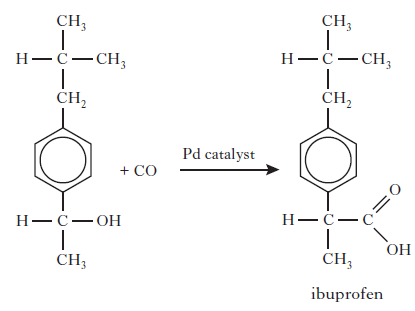 CH₃ CH₃
H—C—CH₃ H—C—CH₃
CH₂ CH₂
+ CO Pd catalyst
O
H—C—OH H—C—C
OH
CH₃ CH₃
ibuprofen